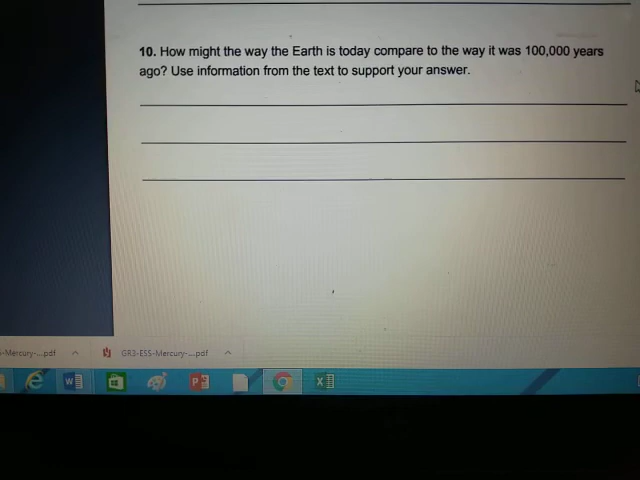 10. How might the way the Earth is today compare to the way it was 100,000 years
ago? Use information from the text to support your answer.
-Mercury-...pdf
GR3-ESS-Mercury-...pdf